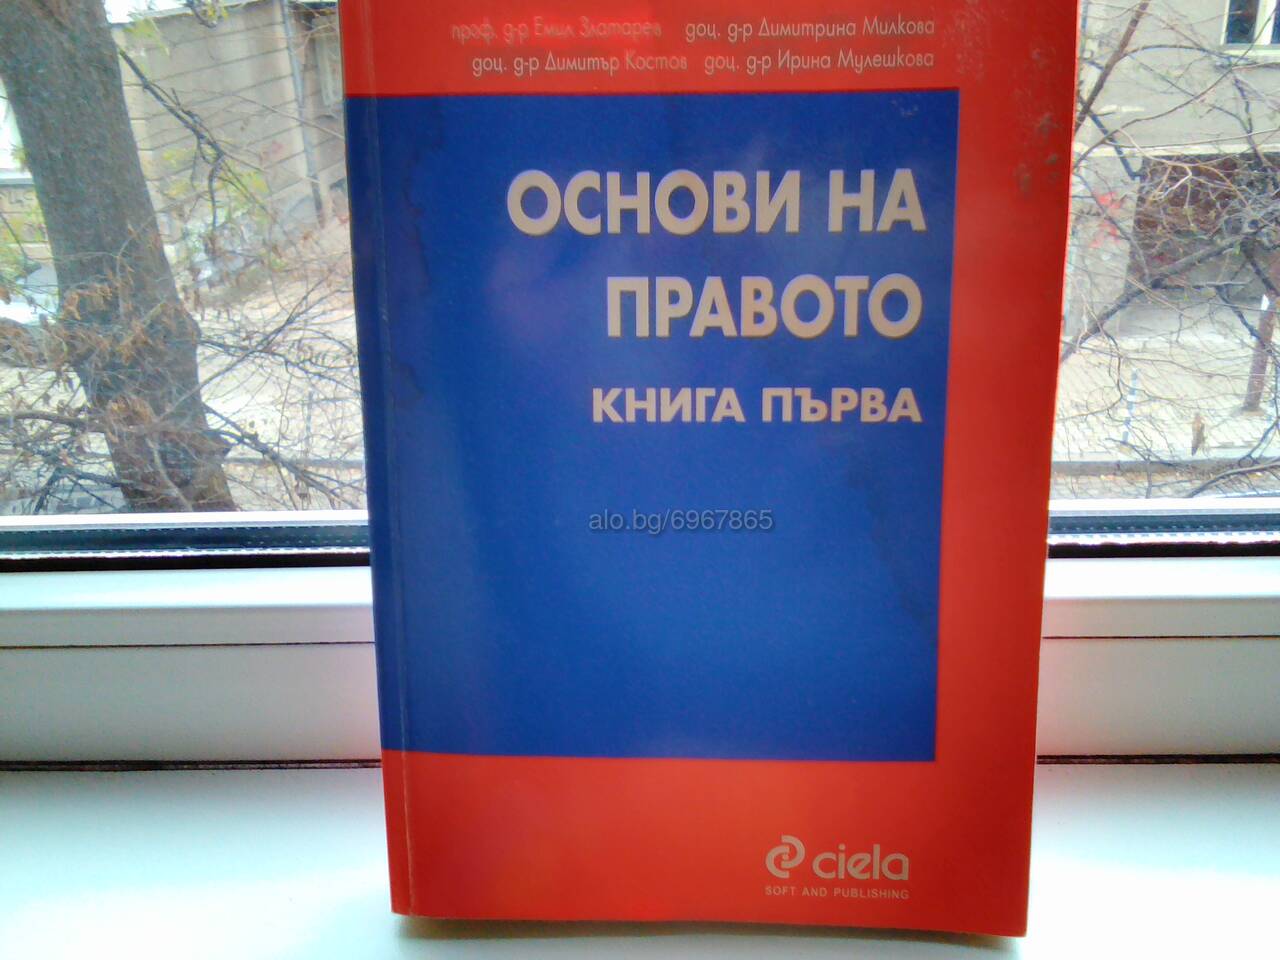 проф. д-р Емил Златарев доц. д-р Димитрина Милкова
доц. д-р Димитър Костов доц. д-р Ирина Мулешкова
ОСНОВИ НА
ПРАВОТО
КНИГА ПЪРВА
alo.bg/6967865
ciela
SOFT AND PUBLISHING